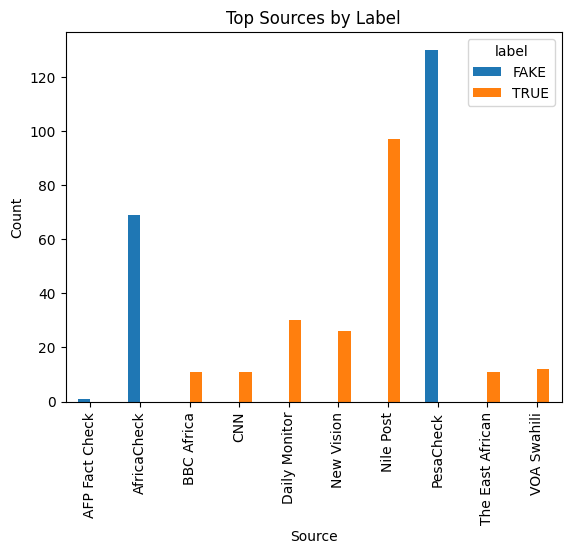 Top Sources by Label
label
FAKE
TRUE
Count
120
100
80
60
40
20
0
AFP Fact Check
AfricaCheck
BBC Africa
CNN
Daily Monitor
New Vision
Nile Post
PesaCheck
The East African
VOA Swahili
Source